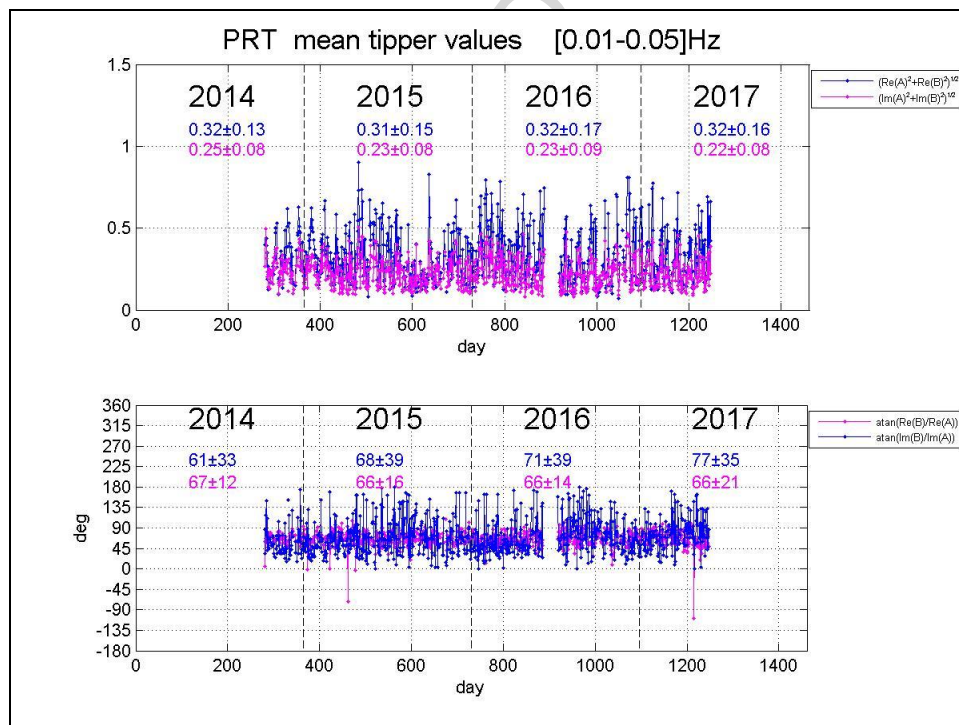 PRT mean tipper values [0.01-0.05]Hz
1.5
1
0.5
0
2014 2015 2016 2017
0.32±0.13 0.31±0.15 0.32±0.17 0.32±0.16
0.25±0.08 0.23±0.08 0.23±0.09 0.22±0.08
(Re(A)²+Re(B)²)¹/²
(Im(A)²+Im(B)²)¹/²
0 200 400 600 800 1000 1200 1400
day
360
315
270
225
180
135
90
45
0
-45
-90
-135
-180
deg
2014 2015 2016 2017
61±33 68±39 71±39 77±35
67±12 66±16 66±14 66±21
atan(Re(B)/Re(A))
atan(Im(B)/Im(A))
0 200 400 600 800 1000 1200 1400
day